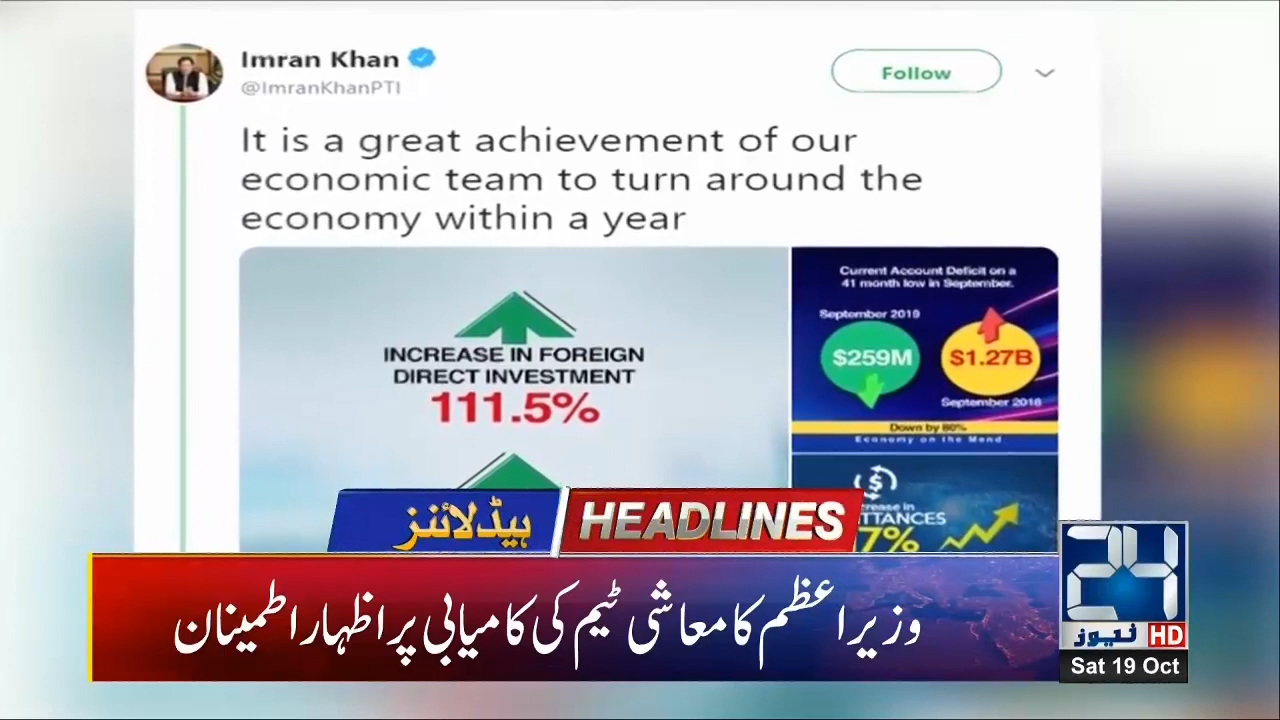 Imran Khan
@ImranKhanPTI
Follow
It is a great achievement of our
economic team to turn around the
economy within a year
INCREASE IN FOREIGN
DIRECT INVESTMENT
111.5%
Current Account Deficit on a
41 month low in September.
September 2019
$259M
$1.27B
September 2018
Down by 80%
Economy on the Mend
rease in
TTANCES
7%
ہیڈلائنز
HEADLINES
وزیراعظم کا معاشی ٹیم کی کامیابی پر اظہار اطمینان
24
نیوز HD
Sat 19 Oct